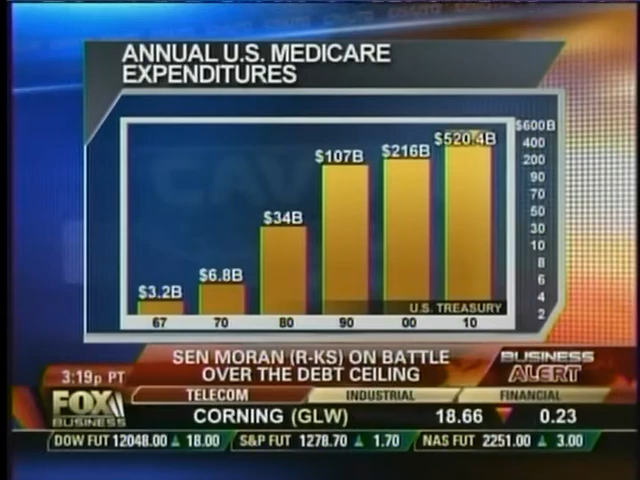 ANNUAL U.S. MEDICARE
EXPENDITURES
$600B
400
200
90
70
50
30
10
8
6
4
2
$3.2B
$6.8B
$34B
$107B
$216B
$520.4B
U.S. TREASURY
67 70 80 90 00 10
SEN MORAN (R-KS) ON BATTLE
OVER THE DEBT CEILING
BUSINESS
ALERT
3:19p PT
TELECOM INDUSTRIAL FINANCIAL
FOX
BUSINESS
CORNING (GLW) 18.66 ▼ 0.23
DOW FUT 12048.00 ▲ 18.00 S&P FUT 1278.70 ▲ 1.70 NAS FUT 2251.00 ▲ 3.00